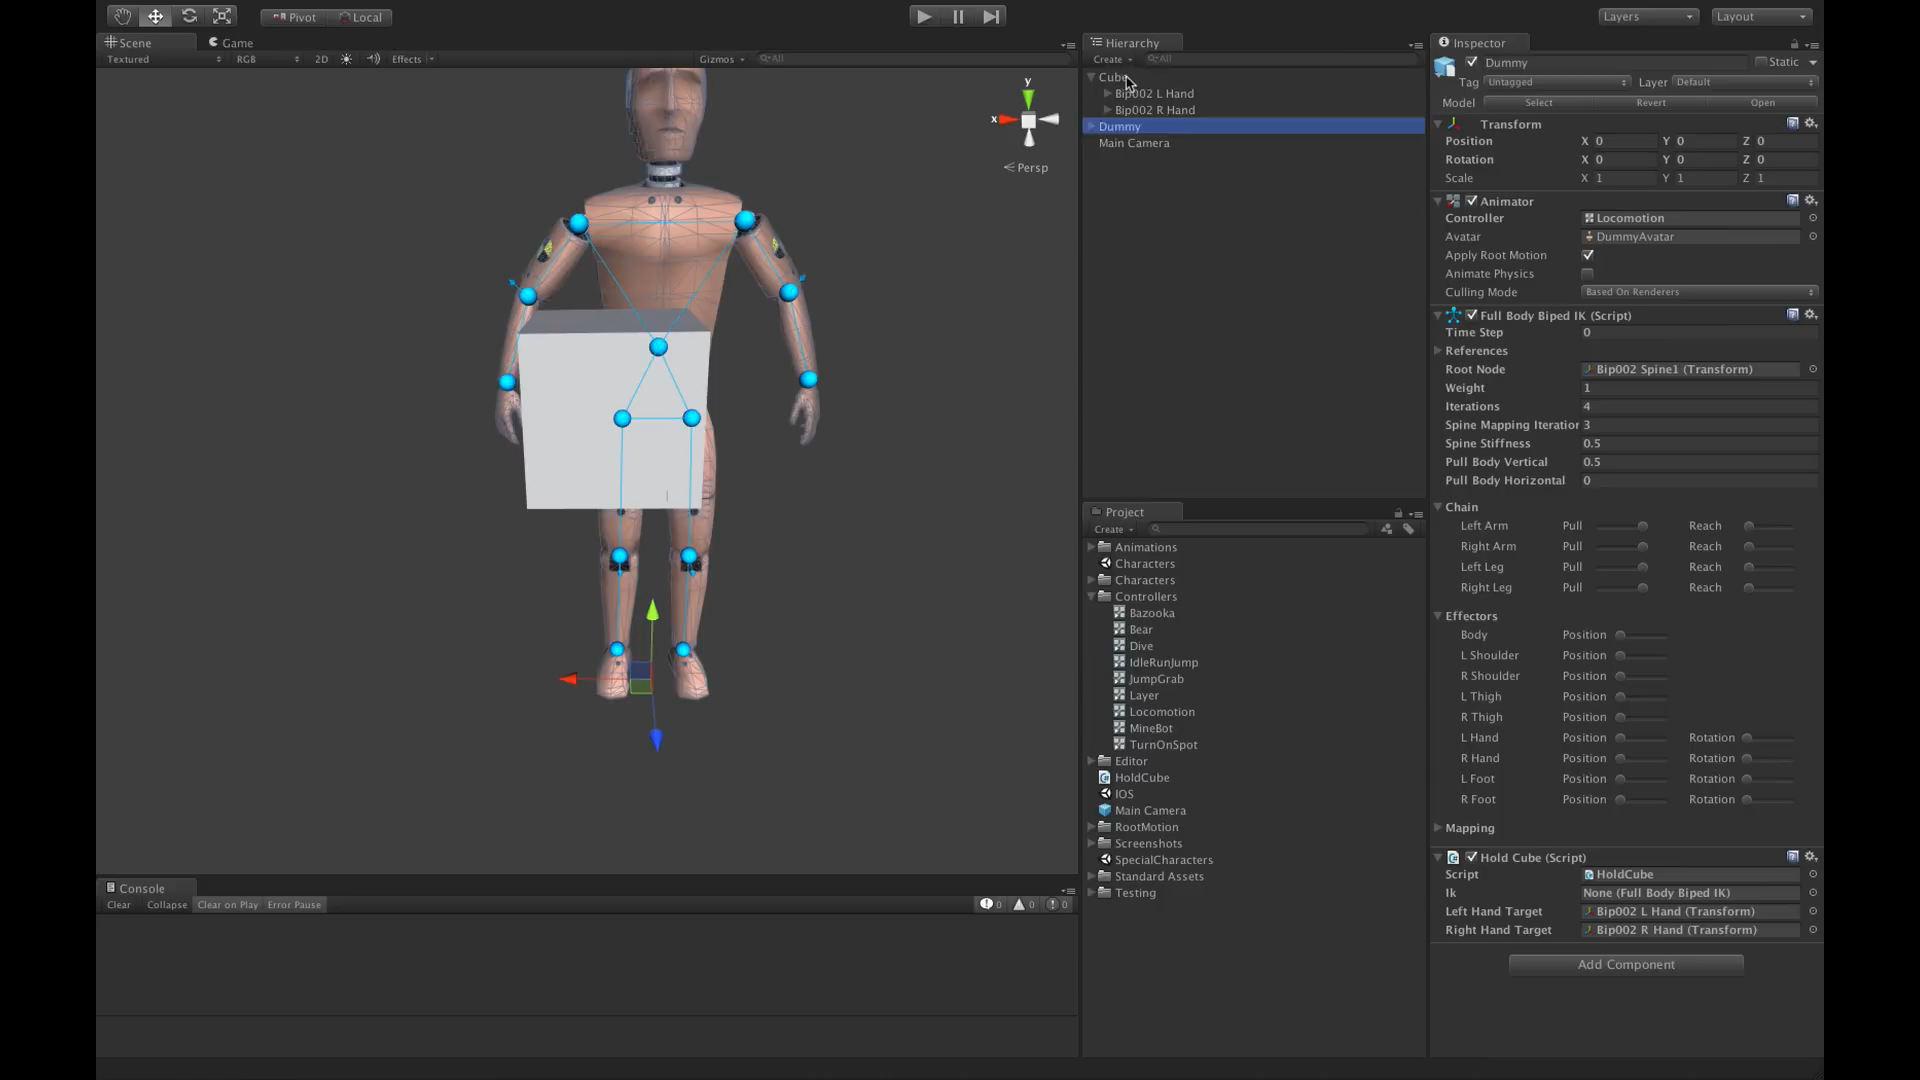 Pivot Local Layers Layout
Scene Game
Textured RGB 2D Effects Gizmos All
y
x
Persp
Hierarchy
Create All
Cube
Bip002 L Hand
Bip002 R Hand
Dummy
Main Camera
Project
Create
Animations
Characters
Characters
Controllers
Bazooka
Bear
Dive
IdleRunJump
JumpGrab
Layer
Locomotion
MineBot
TurnOnSpot
Editor
HoldCube
IOS
Main Camera
RootMotion
Screenshots
SpecialCharacters
Standard Assets
Testing
Console
Clear Collapse Clear on Play Error Pause 0 0 0
Inspector
Dummy Static
Tag Untagged Layer Default
Model Select Revert Open
Transform
Position X 0 Y 0 Z 0
Rotation X 0 Y 0 Z 0
Scale X 1 Y 1 Z 1
Animator
Controller Locomotion
Avatar DummyAvatar
Apply Root Motion
Animate Physics
Culling Mode Based On Renderers
Full Body Biped IK (Script)
Time Step 0
References
Root Node Bip002 Spine1 (Transform)
Weight 1
Iterations 4
Spine Mapping Iteration 3
Spine Stiffness 0.5
Pull Body Vertical 0.5
Pull Body Horizontal 0
Chain
Left Arm Pull Reach
Right Arm Pull Reach
Left Leg Pull Reach
Right Leg Pull Reach
Effectors
Body Position
L Shoulder Position
R Shoulder Position
L Thigh Position
R Thigh Position
L Hand Position Rotation
R Hand Position Rotation
L Foot Position Rotation
R Foot Position Rotation
Mapping
Hold Cube (Script)
Script HoldCube
Ik None (Full Body Biped IK)
Left Hand Target Bip002 L Hand (Transform)
Right Hand Target Bip002 R Hand (Transform)
Add Component